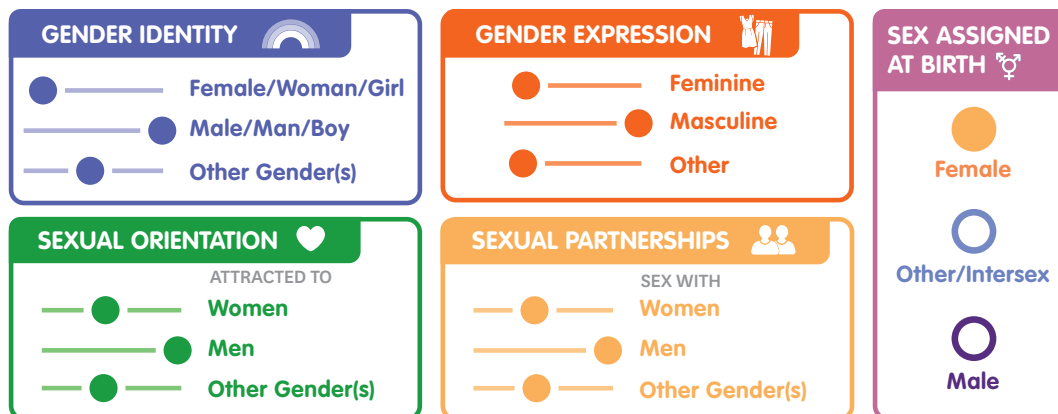 GENDER IDENTITY
Female/Woman/Girl
Male/Man/Boy
Other Gender(s)
GENDER EXPRESSION
Feminine
Masculine
Other
SEX ASSIGNED
AT BIRTH
Female
Other/Intersex
Male
SEXUAL ORIENTATION
ATTRACTED TO
Women
Men
Other Gender(s)
SEXUAL PARTNERSHIPS
SEX WITH
Women
Men
Other Gender(s)